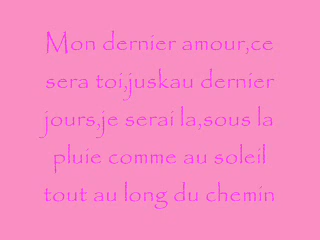 Mon dernier amour,ce
sera toi,juskau dernier
jours,je serai la,sous la
pluie comme au soleil
tout au long du chemin